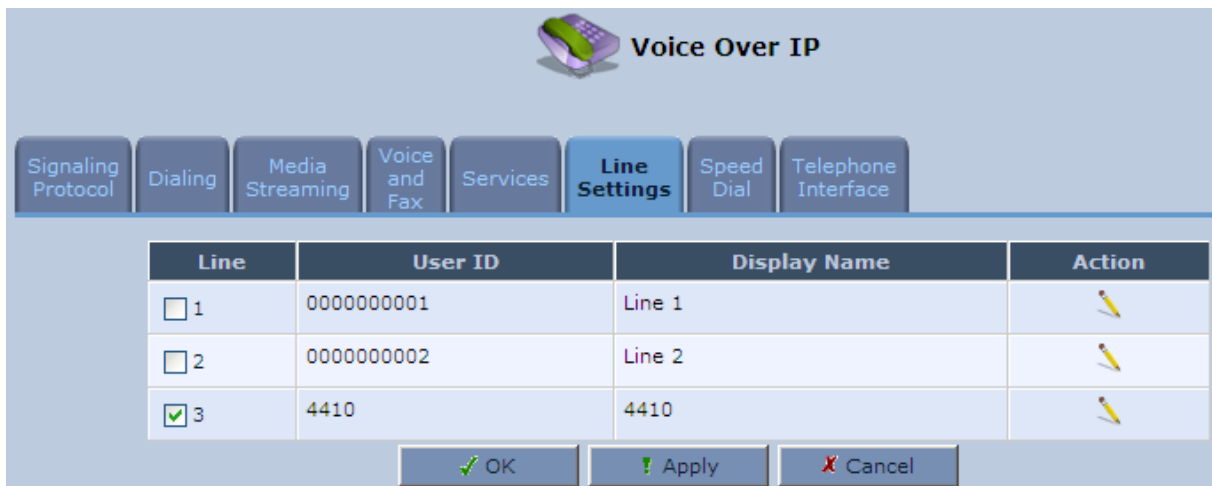 Voice Over IP
Signaling Protocol
Dialing
Media Streaming
Voice and Fax
Services
Line Settings
Speed Dial
Telephone Interface
Line User ID Display Name Action
1 0000000001 Line 1
2 0000000002 Line 2
3 4410 4410
OK Apply Cancel